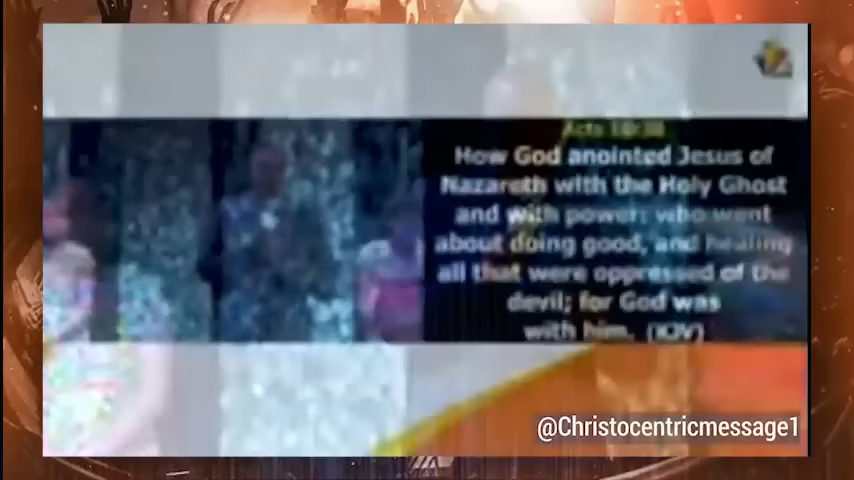 Acts 10:38
How God anointed Jesus of
Nazareth with the Holy Ghost
and with power: who went
about doing good, and healing
all that were oppressed of the
devil; for God was
with him. (KJV)
@Christocentricmessage1